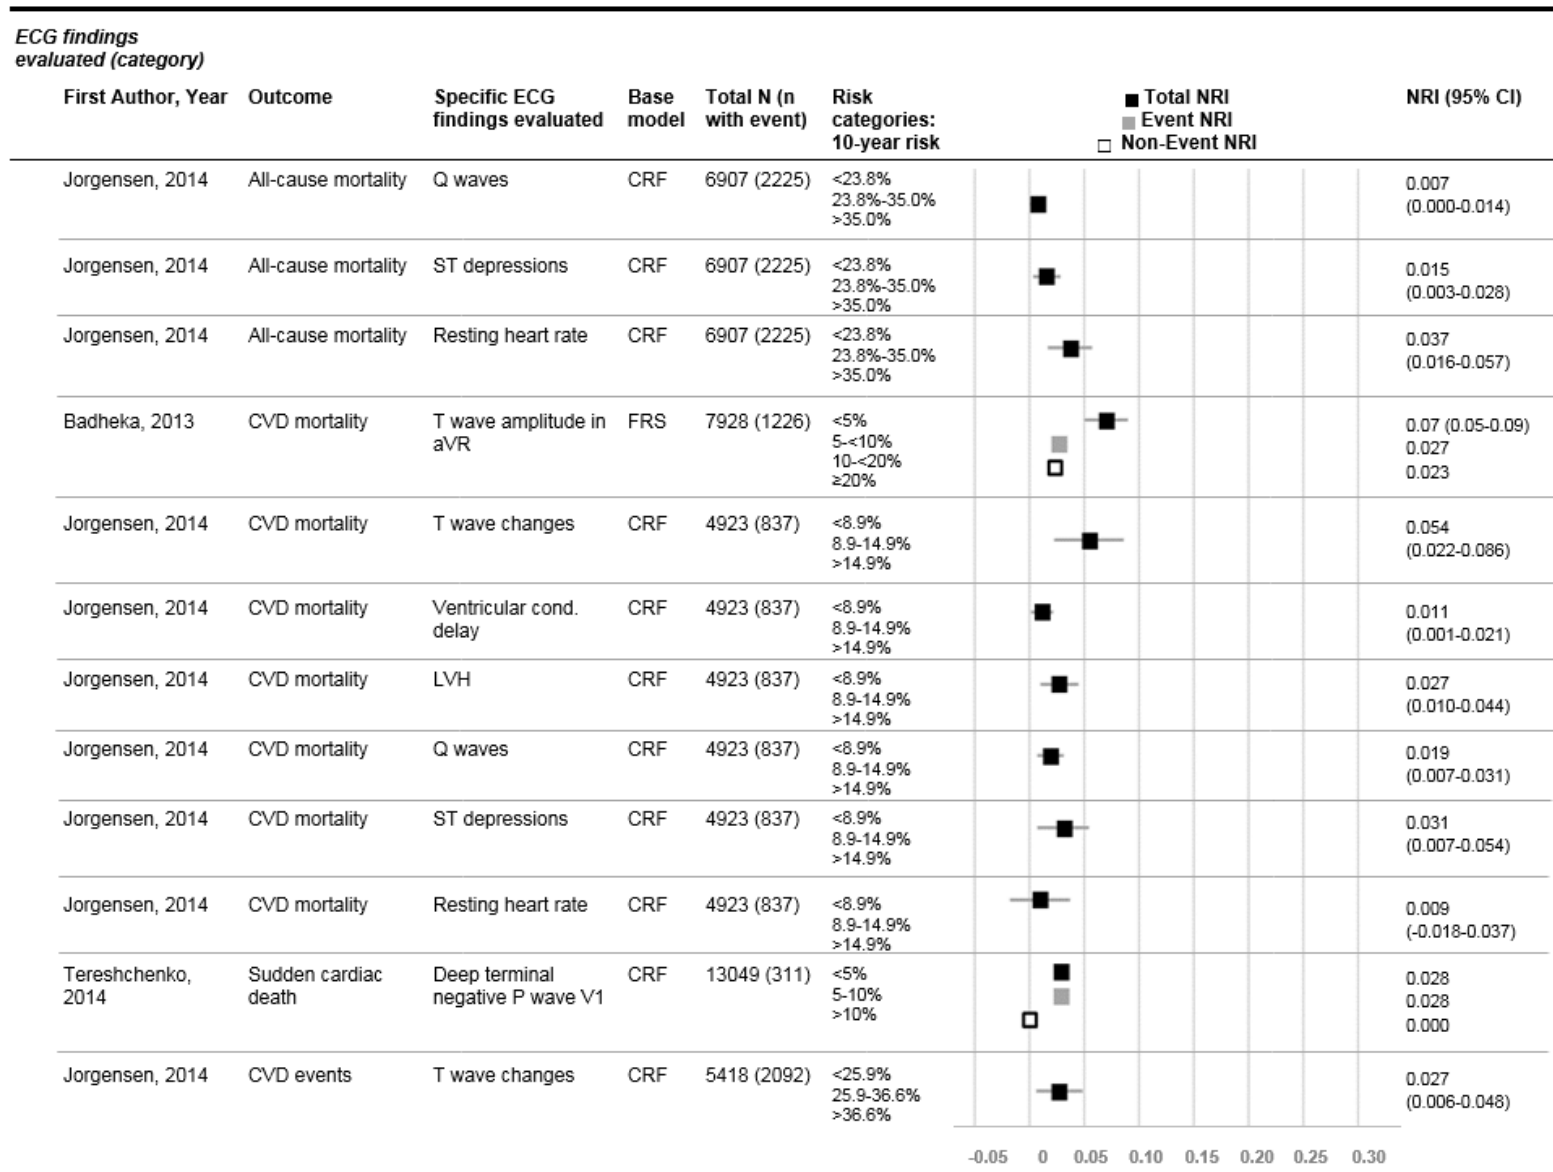 ECG findings
evaluated (category)
First Author, Year Outcome Specific ECG findings evaluated Base model Total N (n with event) Risk categories: 10-year risk Total NRI Event NRI Non-Event NRI NRI (95% CI)
Jorgensen, 2014 All-cause mortality Q waves CRF 6907 (2225) <23.8% 0.007
23.8%-35.0% (0.000-0.014)
>35.0%
Jorgensen, 2014 All-cause mortality ST depressions CRF 6907 (2225) <23.8% 0.015
23.8%-35.0% (0.003-0.028)
>35.0%
Jorgensen, 2014 All-cause mortality Resting heart rate CRF 6907 (2225) <23.8% 0.037
23.8%-35.0% (0.016-0.057)
>35.0%
Badheka, 2013 CVD mortality T wave amplitude in FRS 7928 (1226) <5% 0.07 (0.05-0.09)
aVR 5-<10% 0.027
10-<20% 0.023
≥20%
Jorgensen, 2014 CVD mortality T wave changes CRF 4923 (837) <8.9% 0.054
8.9-14.9% (0.022-0.086)
>14.9%
Jorgensen, 2014 CVD mortality Ventricular cond. CRF 4923 (837) <8.9% 0.011
delay 8.9-14.9% (0.001-0.021)
>14.9%
Jorgensen, 2014 CVD mortality LVH CRF 4923 (837) <8.9% 0.027
8.9-14.9% (0.010-0.044)
>14.9%
Jorgensen, 2014 CVD mortality Q waves CRF 4923 (837) <8.9% 0.019
8.9-14.9% (0.007-0.031)
>14.9%
Jorgensen, 2014 CVD mortality ST depressions CRF 4923 (837) <8.9% 0.031
8.9-14.9% (0.007-0.054)
>14.9%
Jorgensen, 2014 CVD mortality Resting heart rate CRF 4923 (837) <8.9% 0.009
8.9-14.9% (-0.018-0.037)
>14.9%
Tereshchenko, Sudden cardiac Deep terminal CRF 13049 (311) <5% 0.028
2014 death negative P wave V1 5-10% 0.028
>10% 0.000
Jorgensen, 2014 CVD events T wave changes CRF 5418 (2092) <25.9% 0.027
25.9-36.6% (0.006-0.048)
>36.6%
-0.05 0 0.05 0.10 0.15 0.20 0.25 0.30